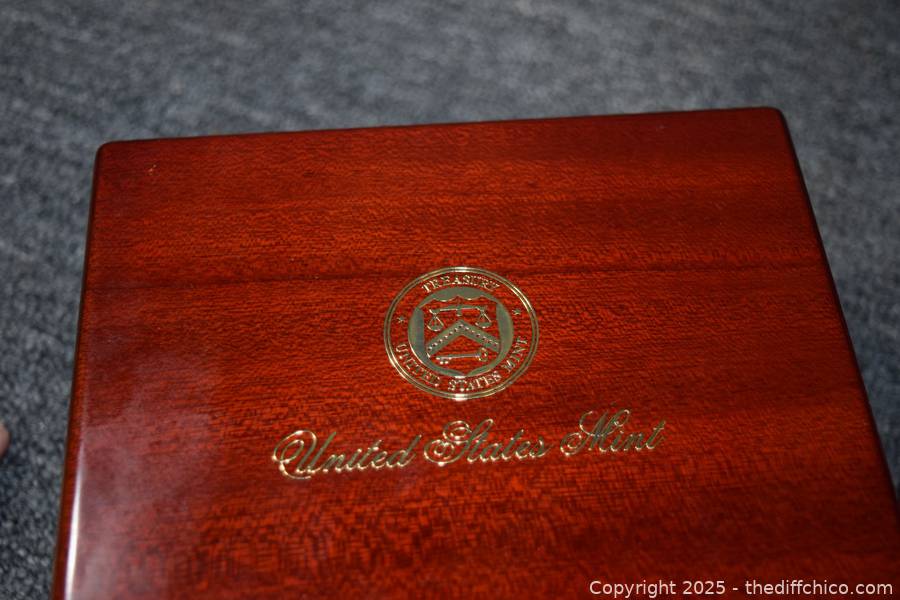 TREASURY
UNITED STATES MINT
United States Mint
Copyright 2025 - thediffchico.com